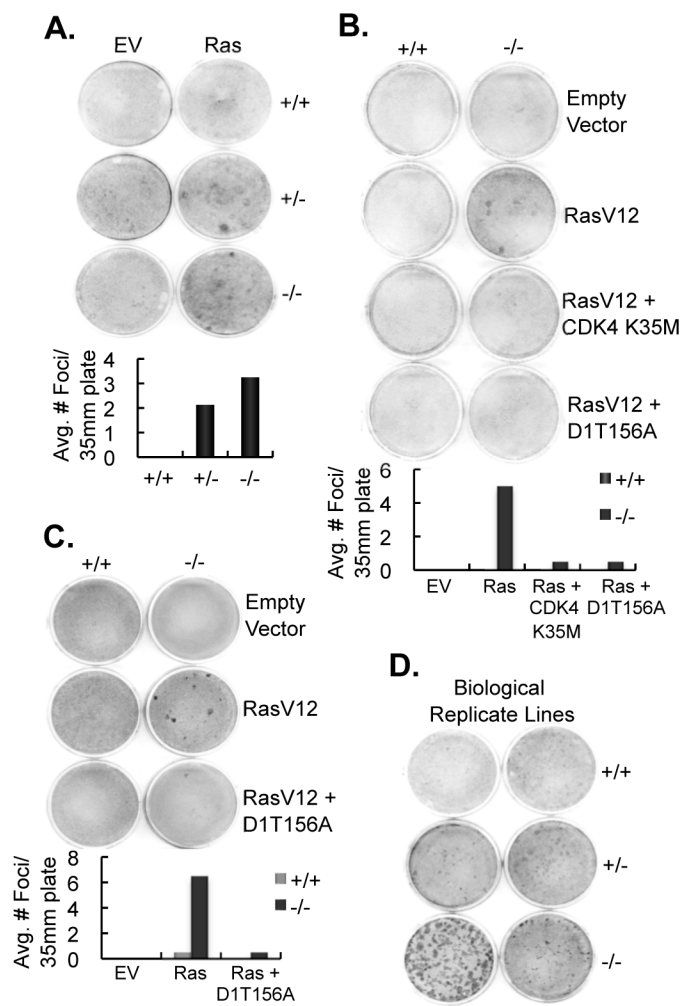 A.
EV Ras
+/+
+/-
-/-
Avg. # Foci/
35mm plate
4
3
2
1
0
+/+ +/- -/-
B.
+/+ -/-
Empty
Vector
RasV12
RasV12 +
CDK4 K35M
RasV12 +
D1T156A
Avg. # Foci/
35mm plate
6
4
2
0
+/+
-/-
EV Ras Ras + Ras +
CDK4 D1T156A
K35M
C.
+/+ -/-
Empty
Vector
RasV12
RasV12 +
D1T156A
Avg. # Foci/
35mm plate
8
6
4
2
0
+/+
-/-
EV Ras Ras +
D1T156A
D.
Biological
Replicate Lines
+/+
+/-
-/-